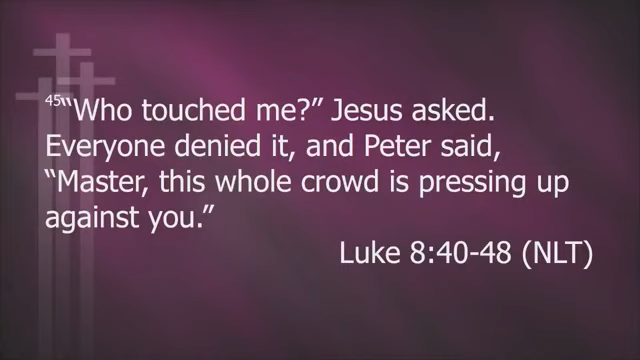 45“Who touched me?” Jesus asked.
Everyone denied it, and Peter said,
“Master, this whole crowd is pressing up
against you.”
Luke 8:40-48 (NLT)